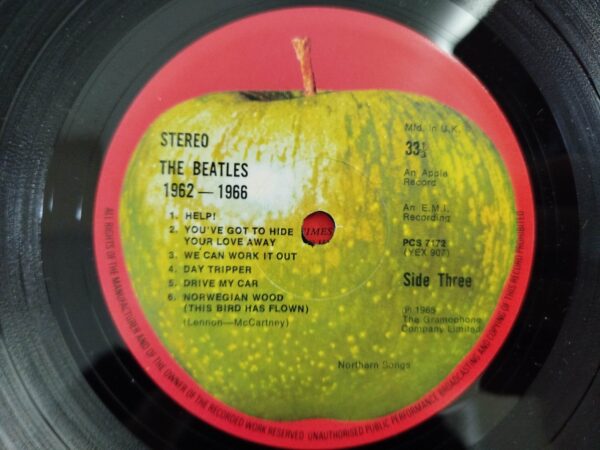 STEREO
THE BEATLES
1962 — 1966
1. HELP!
2. YOU'VE GOT TO HIDE
YOUR LOVE AWAY
3. WE CAN WORK IT OUT
4. DAY TRIPPER
5. DRIVE MY CAR
6. NORWEGIAN WOOD
(THIS BIRD HAS FLOWN)
(Lennon—McCartney)
TIMES
Mfd. in U.K.
33⅓
An Apple
Record
An E.M.I.
Recording
PCS 7172
(YEX 907)
Side Three
℗ 1965
The Gramophone
Company Limited
Northern Songs
ALL RIGHTS OF THE MANUFACTURER AND OF THE OWNER OF THE RECORDED WORK RESERVED UNAUTHORISED PUBLIC PERFORMANCE BROADCASTING AND COPYING OF THIS RECORD PROHIBITED